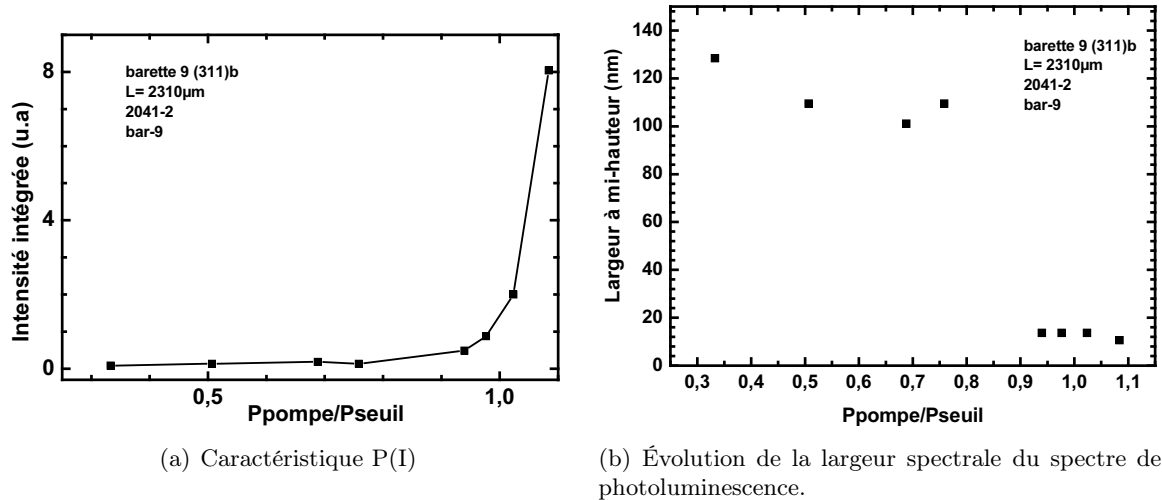 Intensité intégrée (u.a)
8
4
0
barette 9 (311)b
L= 2310µm
2041-2
bar-9
0,5
1,0
Ppompe/Pseuil
(a) Caractéristique P(I)
Largeur à mi-hauteur (nm)
140
120
100
80
60
40
20
0
barette 9 (311)b
L= 2310µm
2041-2
bar-9
0,3 0,4 0,5 0,6 0,7 0,8 0,9 1,0 1,1
Ppompe/Pseuil
(b) Évolution de la largeur spectrale du spectre de
photoluminescence.